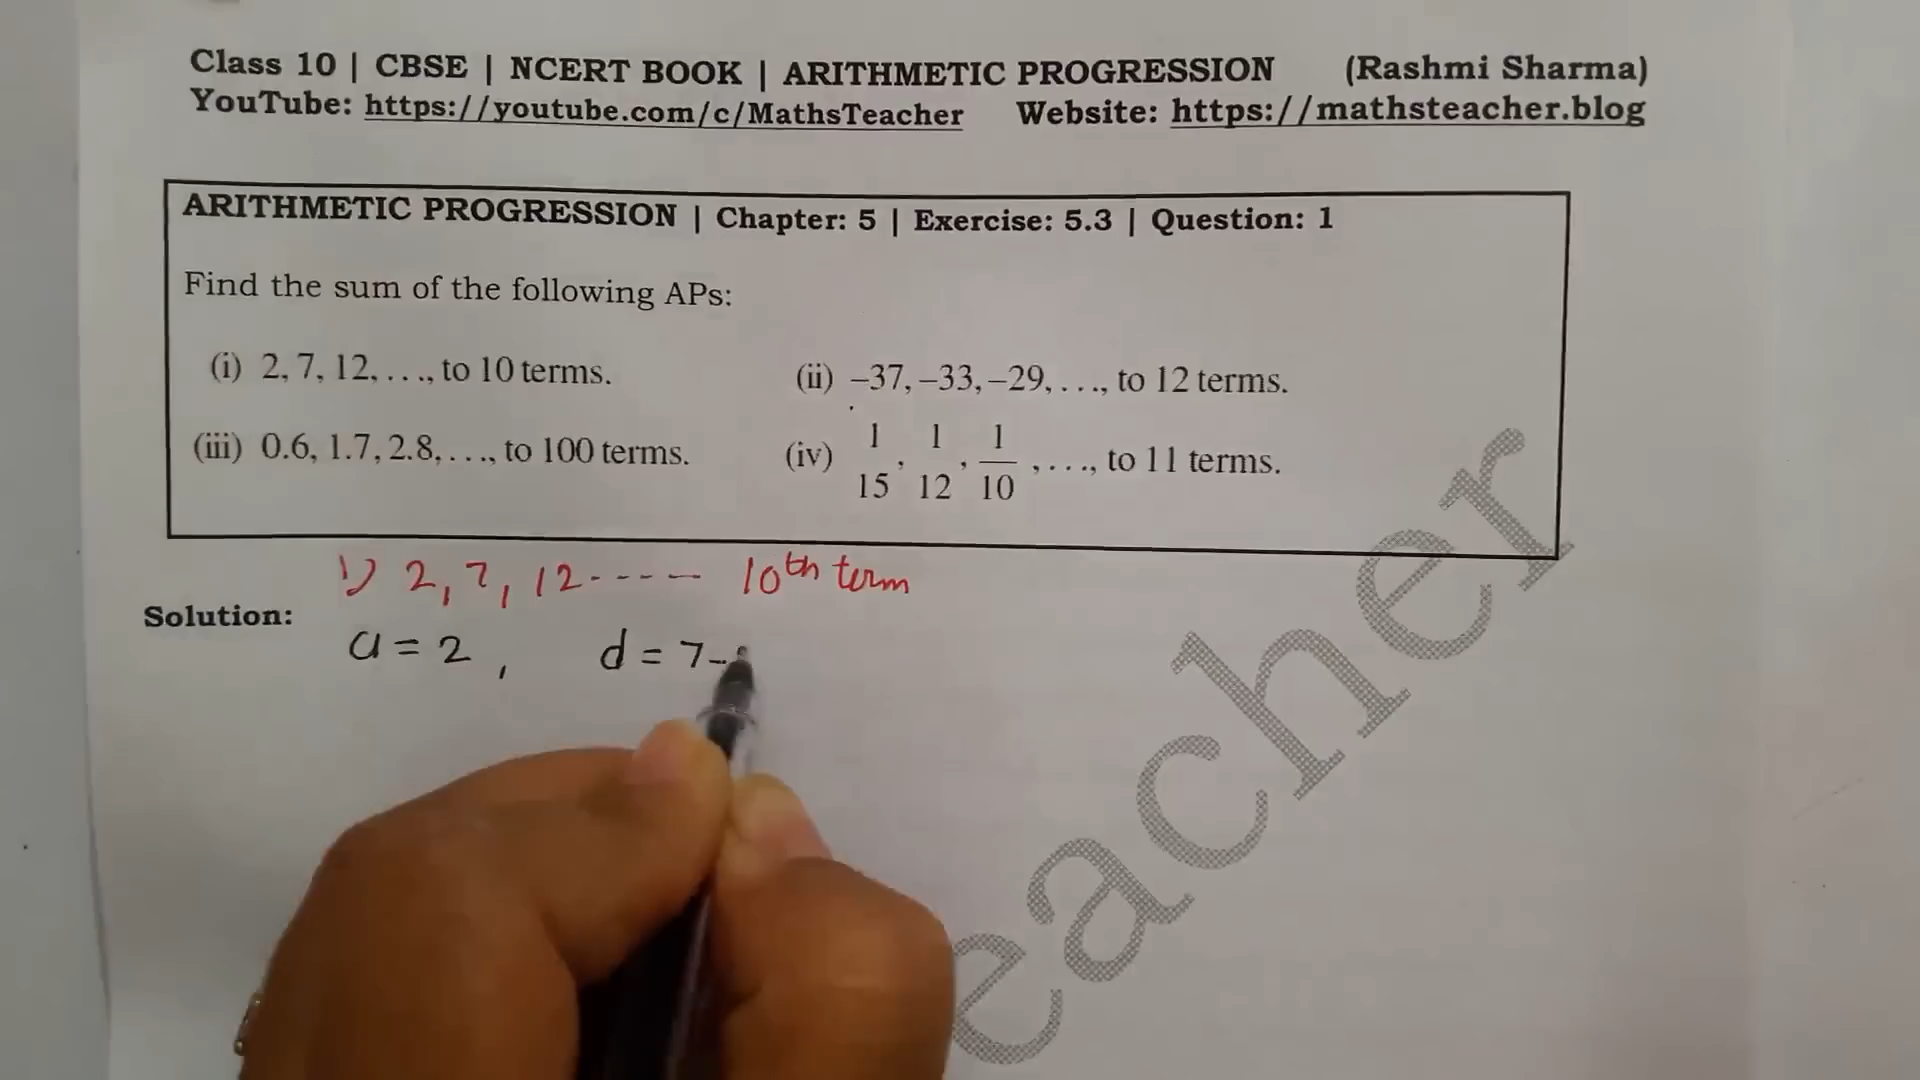 Class 10 | CBSE | NCERT BOOK | ARITHMETIC PROGRESSION (Rashmi Sharma)
YouTube: https://youtube.com/c/MathsTeacher Website: https://mathsteacher.blog
ARITHMETIC PROGRESSION | Chapter: 5 | Exercise: 5.3 | Question: 1
Find the sum of the following APs:
(i) 2, 7, 12, . . ., to 10 terms. (ii) –37, –33, –29, . . ., to 12 terms.
(iii) 0.6, 1.7, 2.8, . . ., to 100 terms. (iv) 1/15, 1/12, 1/10, . . ., to 11 terms.
1) 2, 7, 12 ---- 10th term
Solution:
a = 2, d = 7-
eacher